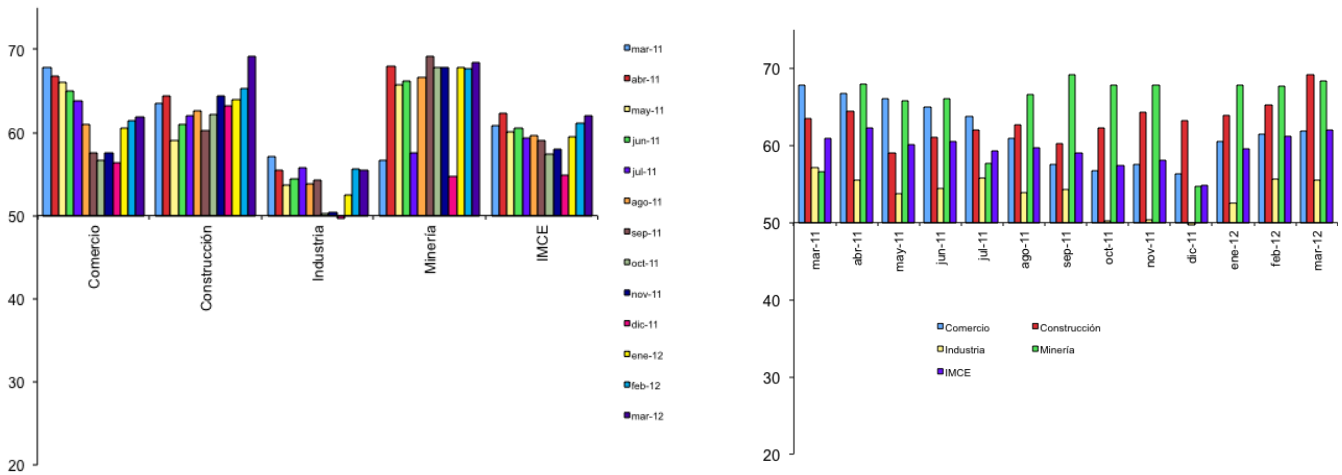 70
60
50
40
30
20
Comercio
Construcción
Industria
Minería
IMCE
mar-11
abr-11
may-11
jun-11
jul-11
ago-11
sep-11
oct-11
nov-11
dic-11
ene-12
feb-12
mar-12
70
60
50
40
30
20
mar-11
abr-11
may-11
jun-11
jul-11
ago-11
sep-11
oct-11
nov-11
dic-11
ene-12
feb-12
mar-12
Comercio Construcción
Industria Minería
IMCE